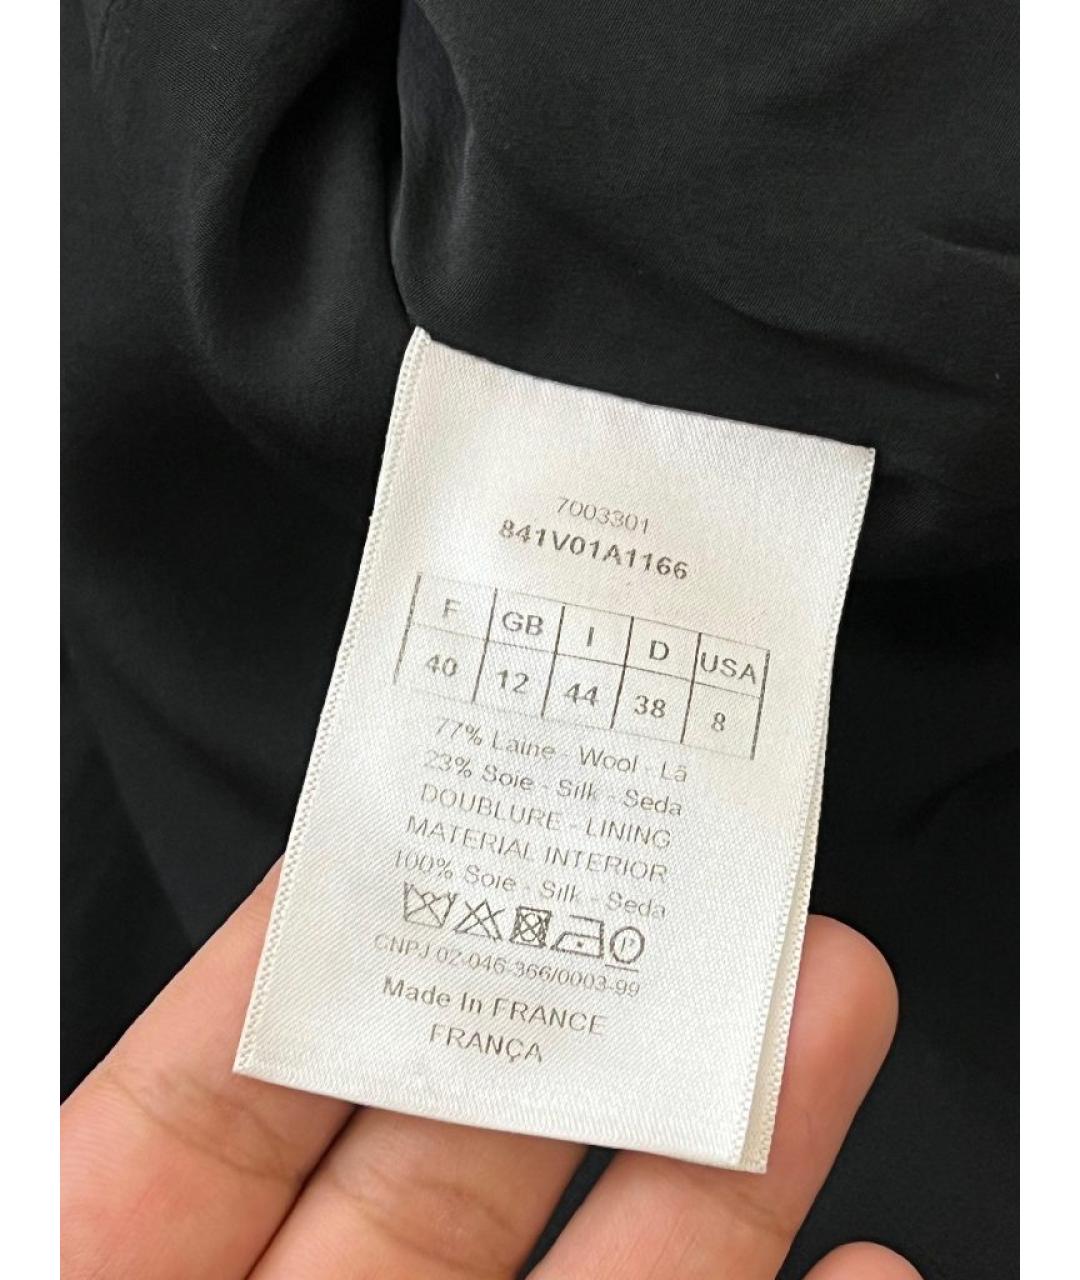 7003301
841V01A1166
F GB I D USA
40 12 44 38 8
77% Laine - Wool - Lã
23% Soie - Silk - Seda
DOUBLURE - LINING
MATERIAL INTERIOR
100% Soie - Silk - Seda
P
CNPJ 02-046-366/0003-99
Made In FRANCE
FRANÇA